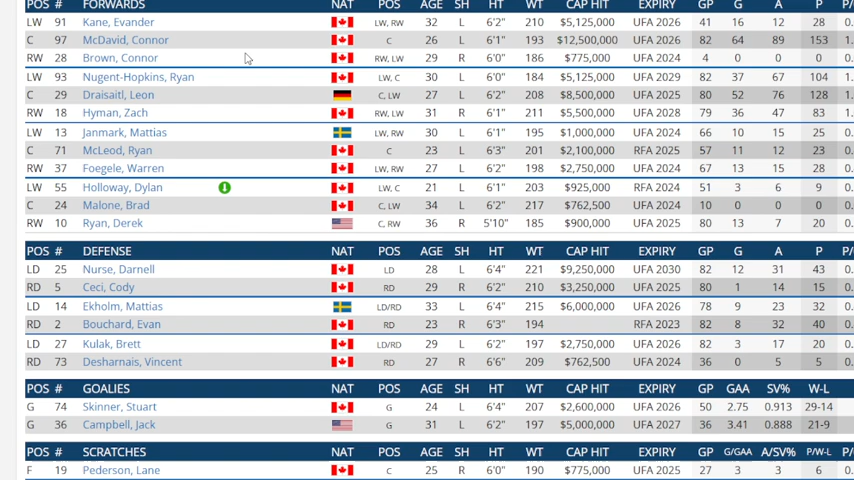 POS # FORWARDS NAT POS AGE SH HT WT CAP HIT EXPIRY GP G A P P/
LW 91 Kane, Evander LW, RW 32 L 6'2" 210 $5,125,000 UFA 2026 41 16 12 28 0.
C 97 McDavid, Connor C 26 L 6'1" 193 $12,500,000 UFA 2026 82 64 89 153 1.
RW 28 Brown, Connor RW, LW 29 R 6'0" 186 $775,000 UFA 2024 4 0 0 0 0.
LW 93 Nugent-Hopkins, Ryan LW, C 30 L 6'0" 184 $5,125,000 UFA 2029 82 37 67 104 1.
C 29 Draisaitl, Leon C, LW 27 L 6'2" 208 $8,500,000 UFA 2025 80 52 76 128 1.
RW 18 Hyman, Zach RW, LW 31 R 6'1" 211 $5,500,000 UFA 2028 79 36 47 83 1.
LW 13 Janmark, Mattias LW, RW 30 L 6'1" 195 $1,000,000 UFA 2024 66 10 15 25 0.
C 71 McLeod, Ryan C 23 L 6'3" 201 $2,100,000 RFA 2025 57 11 12 23 0.
RW 37 Foegele, Warren LW, RW 27 L 6'2" 198 $2,750,000 UFA 2024 67 13 15 28 0.
LW 55 Holloway, Dylan LW, C 21 L 6'1" 203 $925,000 RFA 2024 51 3 6 9 0.
C 24 Malone, Brad C, LW 34 L 6'2" 217 $762,500 UFA 2024 10 0 0 0 0.
RW 10 Ryan, Derek C, RW 36 R 5'10" 185 $900,000 UFA 2025 80 13 7 20 0.
POS # DEFENSE NAT POS AGE SH HT WT CAP HIT EXPIRY GP G A P P/
LD 25 Nurse, Darnell LD 28 L 6'4" 221 $9,250,000 UFA 2030 82 12 31 43 0.
RD 5 Ceci, Cody RD 29 R 6'2" 210 $3,250,000 UFA 2025 80 1 14 15 0.
LD 14 Ekholm, Mattias LD/RD 33 L 6'4" 215 $6,000,000 UFA 2026 78 9 23 32 0.
RD 2 Bouchard, Evan RD 23 R 6'3" 194 RFA 2023 82 8 32 40 0.
LD 27 Kulak, Brett LD/RD 29 L 6'2" 197 $2,750,000 UFA 2026 82 3 17 20 0.
RD 73 Desharnais, Vincent RD 27 R 6'6" 209 $762,500 UFA 2024 36 0 5 5 0.
POS # GOALIES NAT POS AGE SH HT WT CAP HIT EXPIRY GP GAA SV% W-L
G 74 Skinner, Stuart G 24 L 6'4" 207 $2,600,000 UFA 2026 50 2.75 0.913 29-14
G 36 Campbell, Jack G 31 L 6'2" 197 $5,000,000 UFA 2027 36 3.41 0.888 21-9
POS # SCRATCHES NAT POS AGE SH HT WT CAP HIT EXPIRY GP G/GAA A/SV% P/W-L P/
F 19 Pederson, Lane C 25 R 6'0" 190 $775,000 UFA 2025 27 3 3 6 0.